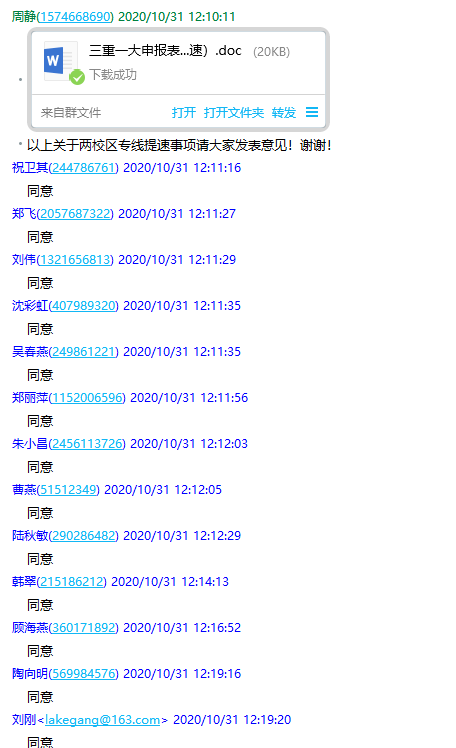 周静(1574668690) 2020/10/31 12:10:11
三重一大申报表...速）.doc (20KB)
下载成功
来自群文件 打开 打开文件夹 转发
以上关于两校区专线提速事项请大家发表意见！谢谢！
祝卫其(244786761) 2020/10/31 12:11:16
同意
郑飞(2057687322) 2020/10/31 12:11:27
同意
刘伟(1321656813) 2020/10/31 12:11:29
同意
沈彩虹(407989320) 2020/10/31 12:11:35
同意
吴春燕(249861221) 2020/10/31 12:11:35
同意
郑丽萍(1152006596) 2020/10/31 12:11:56
同意
朱小昌(2456113726) 2020/10/31 12:12:03
同意
曹燕(51512349) 2020/10/31 12:12:05
同意
陆秋敏(290286482) 2020/10/31 12:12:29
同意
韩翠(215186212) 2020/10/31 12:14:13
同意
顾海燕(360171892) 2020/10/31 12:16:52
同意
陶向明(569984576) 2020/10/31 12:19:16
同意
刘刚<lakegang@163.com> 2020/10/31 12:19:20
同意